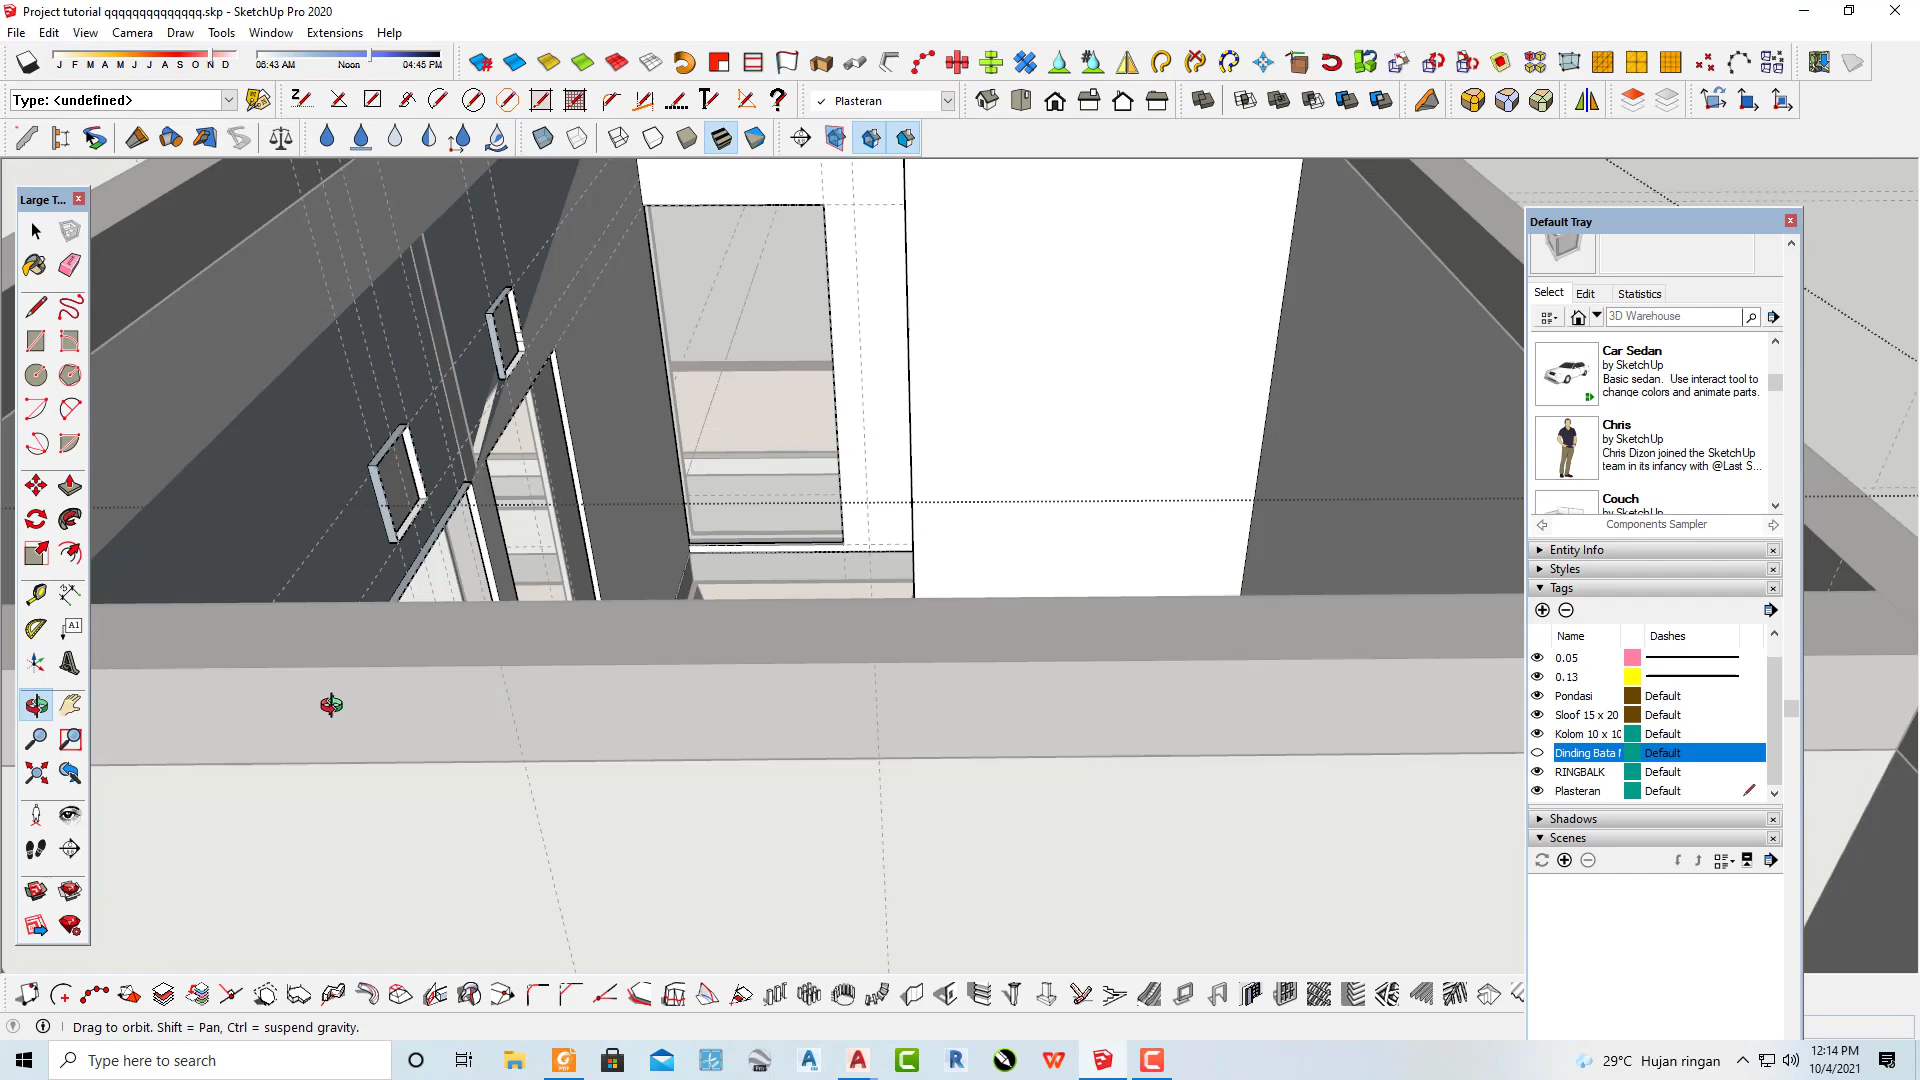 Project tutorial qqqqqqqqqqqqqq.skp - SketchUp Pro 2020
File Edit View Camera Draw Tools Window Extensions Help
J F M A M J J A S O N D
06:43 AM Noon 04:45 PM
Type: <undefined>
Plasteran
Large T...
Default Tray
Select Edit Statistics
3D Warehouse
Car Sedan
by SketchUp
Basic sedan. Use interact tool to
change colors and animate parts.
Chris
by SketchUp
Chris Dizon joined the SketchUp
team in its infancy with @Last S...
Couch
by SketchUp
Components Sampler
Entity Info
Styles
Tags
Name Dashes
0.05
0.13
Pondasi Default
Sloof 15 x 20 Default
Kolom 10 x 10 Default
Dinding Bata Default
RINGBALK Default
Plasteran Default
Shadows
Scenes
A1
Drag to orbit. Shift = Pan, Ctrl = suspend gravity.
Type here to search
29°C Hujan ringan
12:14 PM
10/4/2021